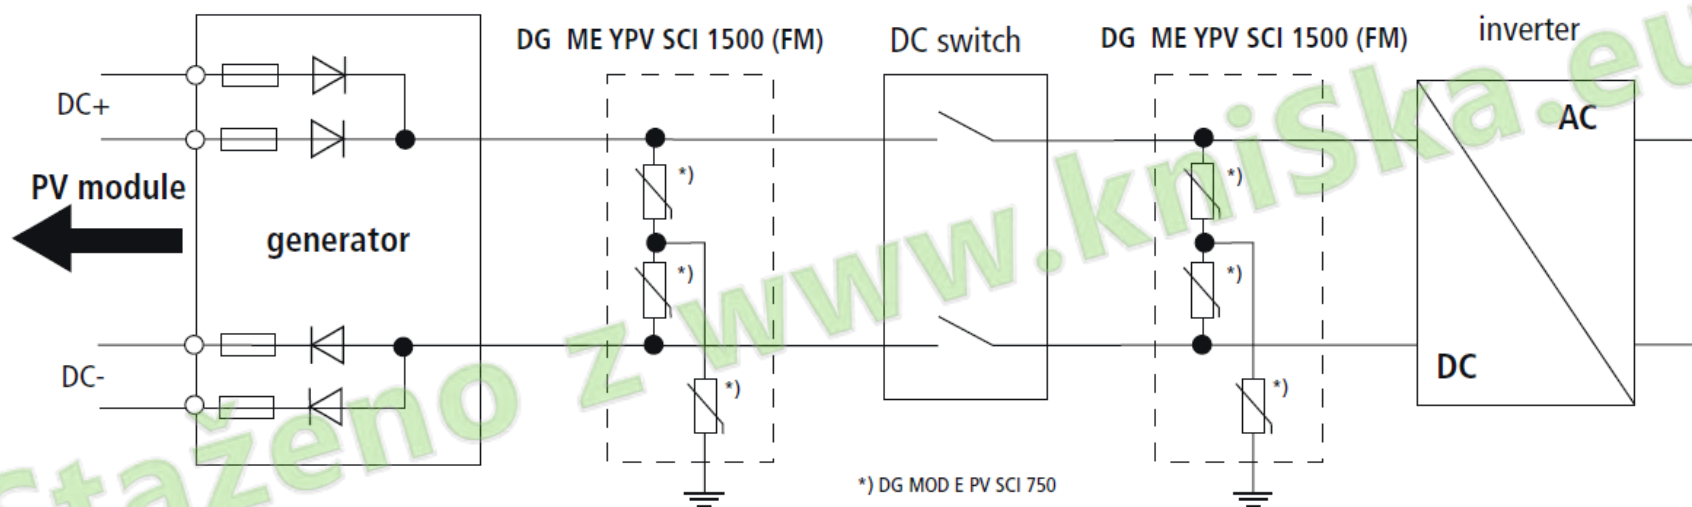 inverter
DG ME YPV SCI 1500 (FM)
DC switch
DG ME YPV SCI 1500 (FM)
DC+
AC
*)
*)
PV module
generator
*)
*)
DC
DC-
*)
*)
*) DG MOD E PV SCI 750
Staženo z www.kniSka.eu